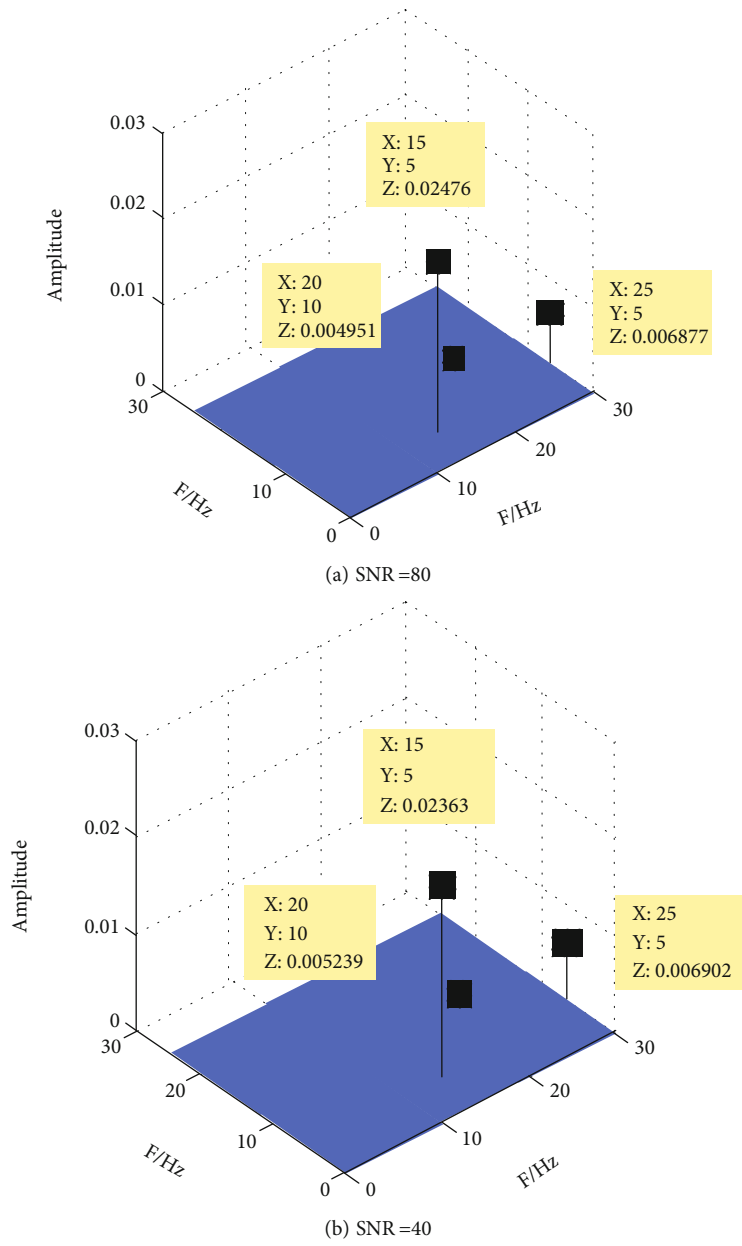 0.03
0.02
0.01
0
30
10
0
0
10
20
30
Amplitude
F/Hz
F/Hz
X: 15
Y: 5
Z: 0.02476
X: 20
Y: 10
Z: 0.004951
X: 25
Y: 5
Z: 0.006877
(a) SNR=80
0.03
0.02
0.01
0
30
20
10
0
0
10
20
30
Amplitude
F/Hz
F/Hz
X: 15
Y: 5
Z: 0.02363
X: 20
Y: 10
Z: 0.005239
X: 25
Y: 5
Z: 0.006902
(b) SNR=40